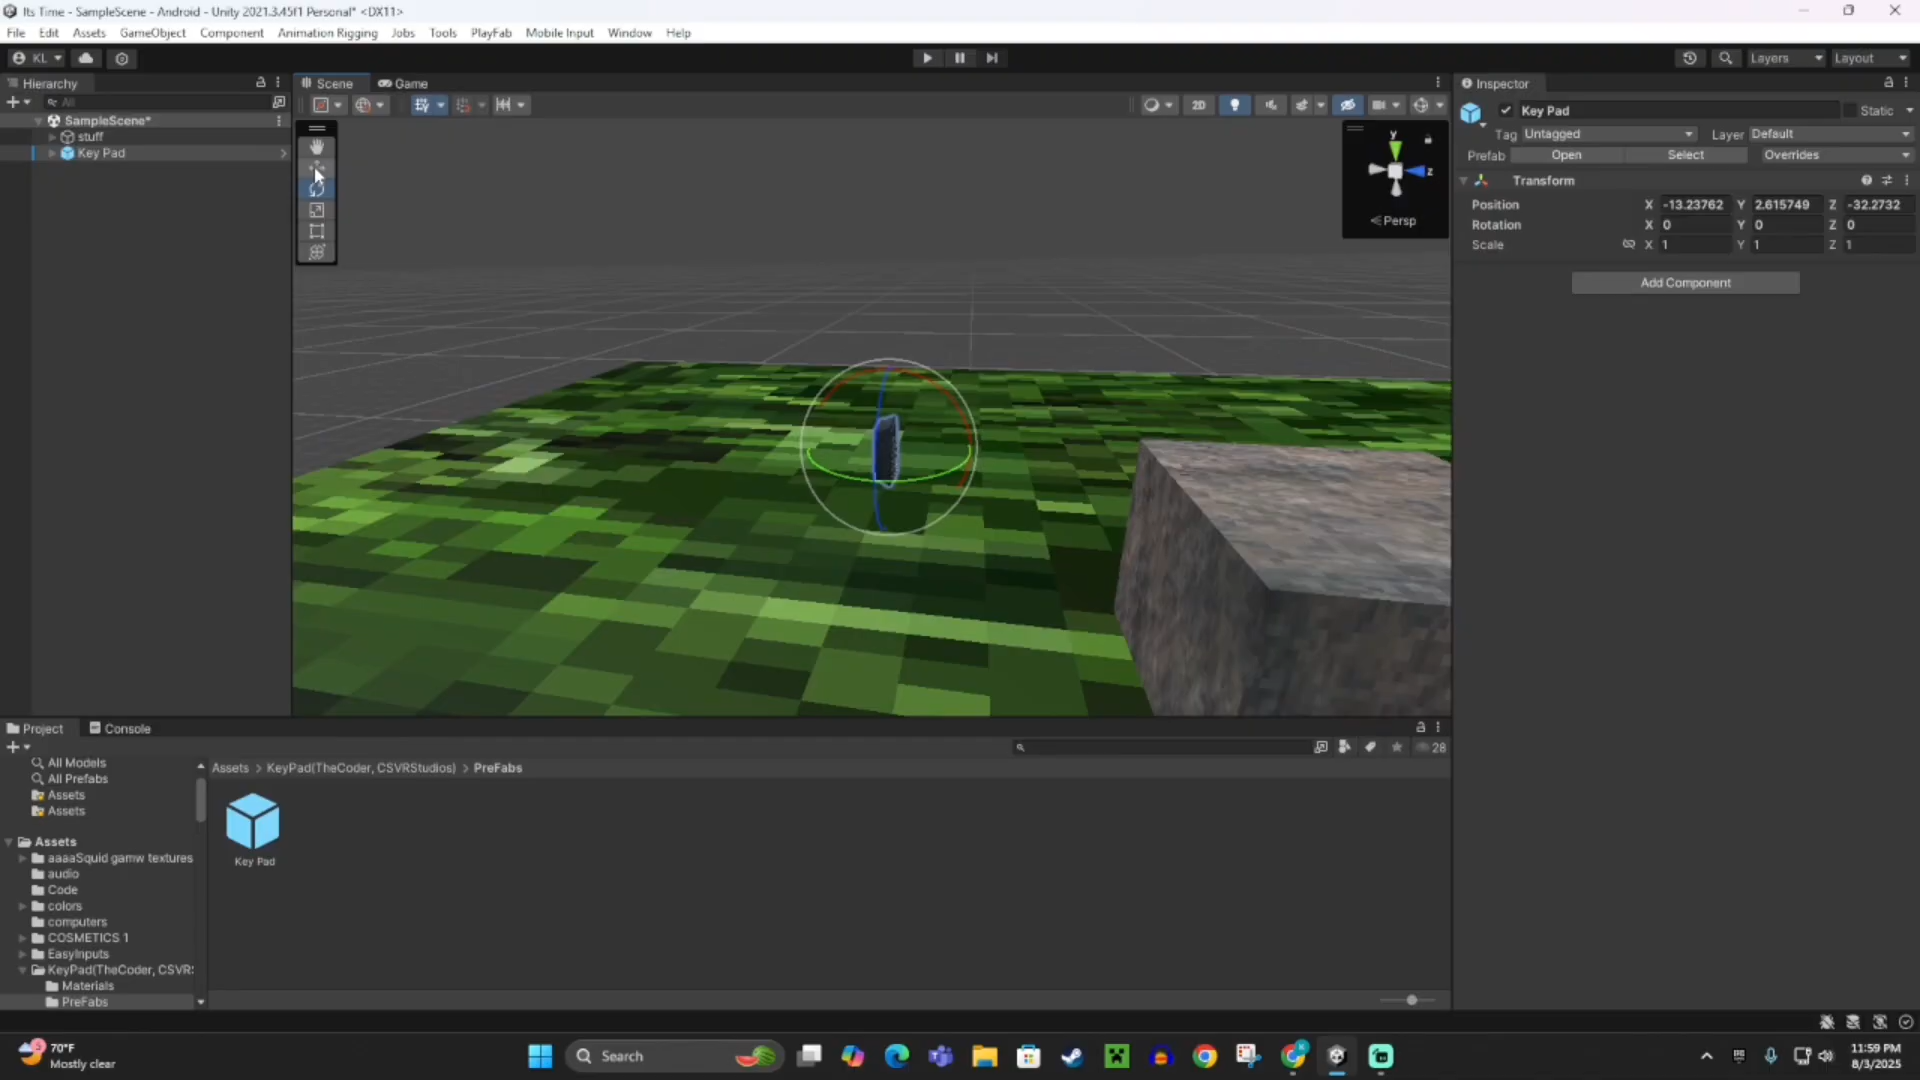 Its Time - SampleScene - Android - Unity 2021.3.45f1 Personal* <DX11>
File Edit Assets GameObject Component Animation Rigging Jobs Tools PlayFab Mobile Input Window Help
KL Layers Layout
Hierarchy
All
SampleScene*
stuff
Key Pad
Scene Game
2D
y
z
Persp
Inspector
Key Pad Static
Tag Untagged Layer Default
Prefab Open Select Overrides
Transform
Position X -13.23762 Y 2.615749 Z -32.2732
Rotation X 0 Y 0 Z 0
Scale X 1 Y 1 Z 1
Add Component
Project Console
28
All Models
All Prefabs
Assets
Assets
Assets
aaaaSquid gamw textures
audio
Code
colors
computers
COSMETICS 1
EasyInputs
KeyPad(TheCoder, CSVR
Materials
PreFabs
Assets > KeyPad(TheCoder, CSVRStudios) > PreFabs
Key Pad
70°F
Mostly clear
Search
11:59 PM
8/3/2025